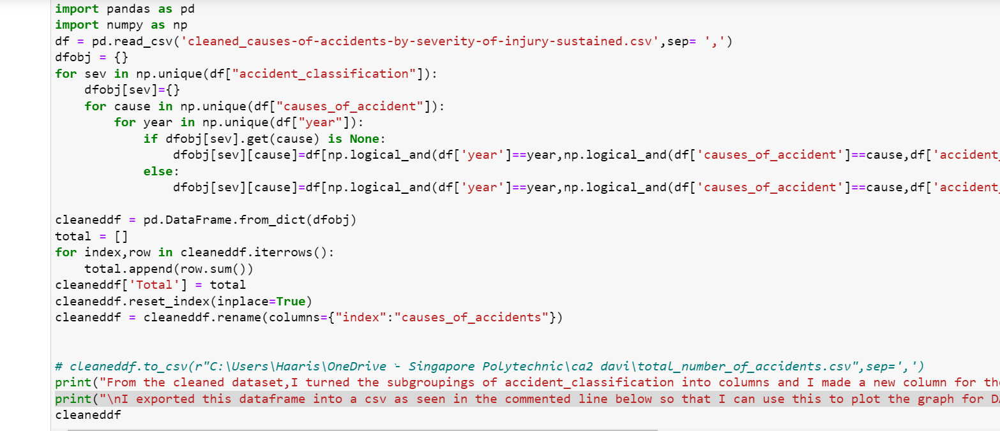 import pandas as pd
import numpy as np
df = pd.read_csv('cleaned_causes-of-accidents-by-severity-of-injury-sustained.csv',sep= ',')
dfobj = {}
for sev in np.unique(df["accident_classification"]):
    dfobj[sev]={}
    for cause in np.unique(df["causes_of_accident"]):
        for year in np.unique(df["year"]):
            if dfobj[sev].get(cause) is None:
                dfobj[sev][cause]=df[np.logical_and(df['year']==year,np.logical_and(df['causes_of_accident']==cause,df['accident_
            else:
                dfobj[sev][cause]=df[np.logical_and(df['year']==year,np.logical_and(df['causes_of_accident']==cause,df['accident_
cleaneddf = pd.DataFrame.from_dict(dfobj)
total = []
for index,row in cleaneddf.iterrows():
    total.append(row.sum())
cleaneddf['Total'] = total
cleaneddf.reset_index(inplace=True)
cleaneddf = cleaneddf.rename(columns={"index":"causes_of_accidents"})
# cleaneddf.to_csv(r"C:\Users\Haaris\OneDrive - Singapore Polytechnic\ca2 davi\total_number_of_accidents.csv",sep=',')
print("From the cleaned dataset,I turned the subgroupings of accident_classification into columns and I made a new column for
print("\nI exported this dataframe into a csv as seen in the commented line below so that I can use this to plot the graph for
cleaneddf